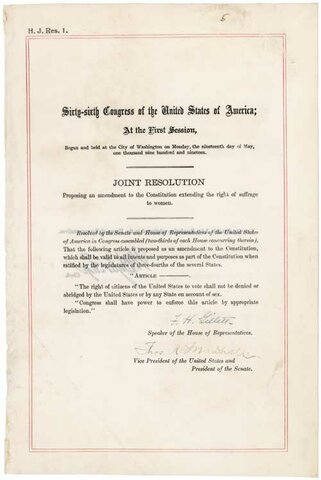 5
H. J. Res. 1.
Sixty-sixth Congress of the United States of America;
At the First Session,
Begun and held at the City of Washington on Monday, the nineteenth day of May,
one thousand nine hundred and nineteen.
JOINT RESOLUTION
Proposing an amendment to the Constitution extending the right of suffrage
to women.
Resolved by the Senate and House of Representatives of the United States
of America in Congress assembled (two-thirds of each House concurring therein),
That the following article is proposed as an amendment to the Constitution,
which shall be valid to all intents and purposes as part of the Constitution when
ratified by the legislatures of three-fourths of the several States.
"ARTICLE ————.
"The right of citizens of the United States to vote shall not be denied or
abridged by the United States or by any State on account of sex.
"Congress shall have power to enforce this article by appropriate
legislation."
F. H. Gillett
Speaker of the House of Representatives.
Thos. R. Marshall
Vice President of the United States and
President of the Senate.